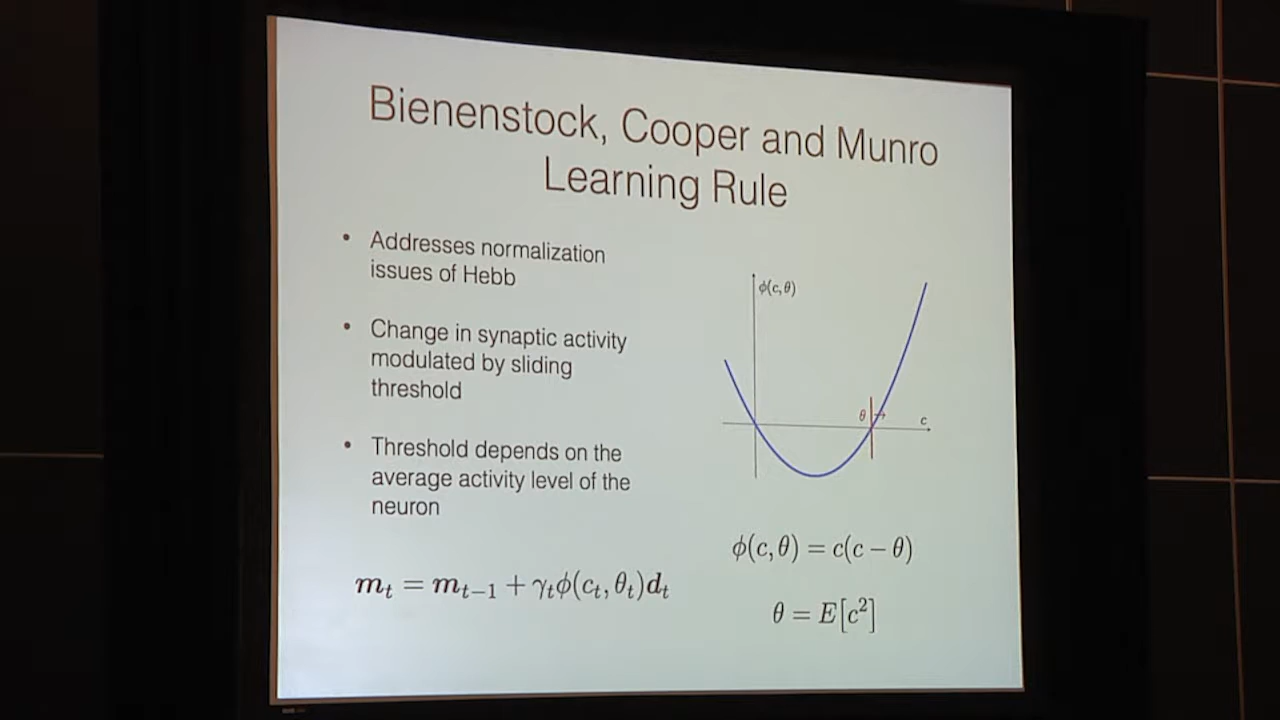 Bienenstock, Cooper and Munro
Learning Rule
• Addresses normalization
issues of Hebb
• Change in synaptic activity
modulated by sliding
threshold
• Threshold depends on the
average activity level of the
neuron
m_t = m_{t−1} + γ_tϕ(c_t, θ_t)d_t
ϕ(c, θ)
θ
c
ϕ(c, θ) = c(c − θ)
θ = E[c²]